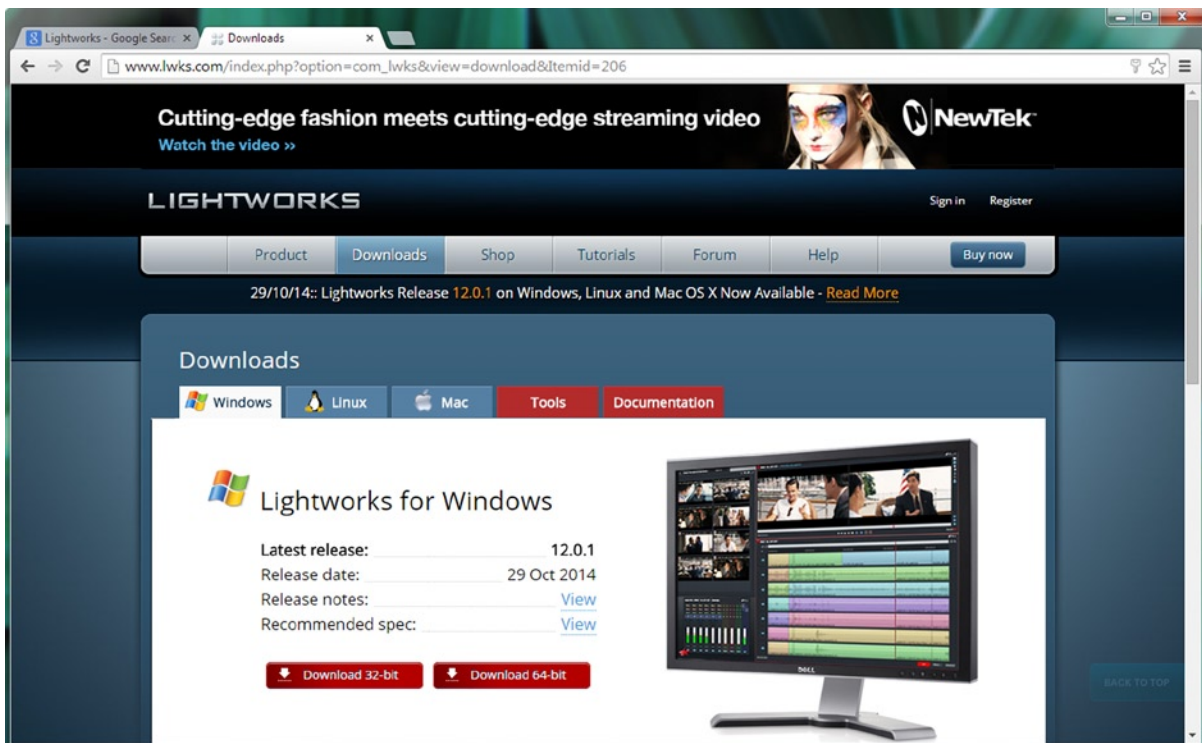 Lightworks - Google Searc
Downloads
www.lwks.com/index.php?option=com_lwks&view=download&Itemid=206
Cutting-edge fashion meets cutting-edge streaming video
Watch the video »
NewTek
LIGHTWORKS
Sign in Register
Product Downloads Shop Tutorials Forum Help Buy now
29/10/14:: Lightworks Release 12.0.1 on Windows, Linux and Mac OS X Now Available - Read More
Downloads
Windows Linux Mac Tools Documentation
Lightworks for Windows
Latest release: 12.0.1
Release date: 29 Oct 2014
Release notes: View
Recommended spec: View
Download 32-bit Download 64-bit
DELL
BACK TO TOP